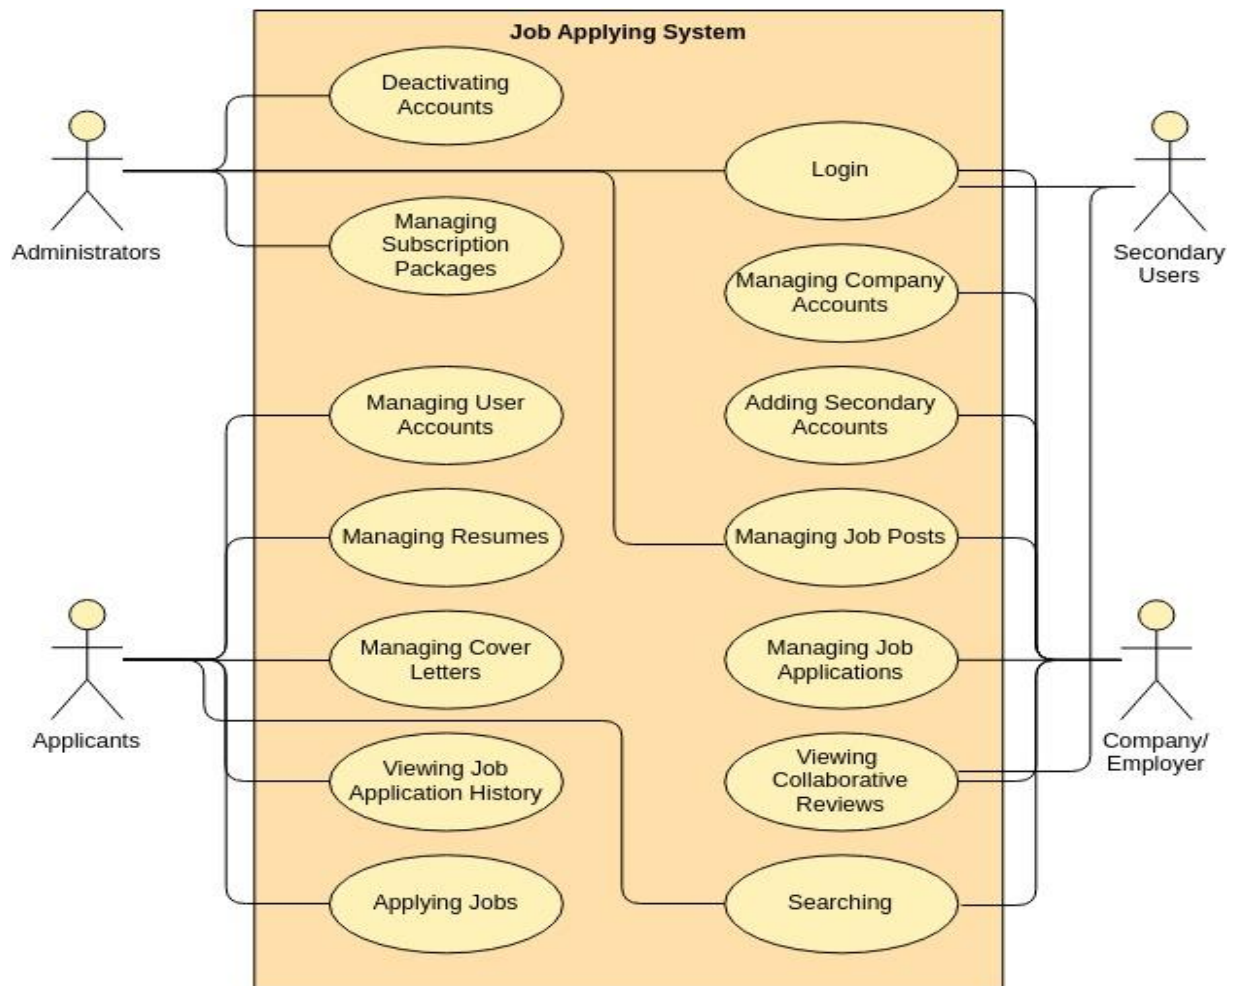 Job Applying System
Deactivating
Accounts
Login
Administrators
Managing
Subscription
Packages
Secondary
Users
Managing Company
Accounts
Managing User
Accounts
Adding Secondary
Accounts
Managing Resumes
Managing Job Posts
Managing Cover
Letters
Managing Job
Applications
Applicants
Company/
Employer
Viewing Job
Application History
Viewing
Collaborative
Reviews
Applying Jobs
Searching